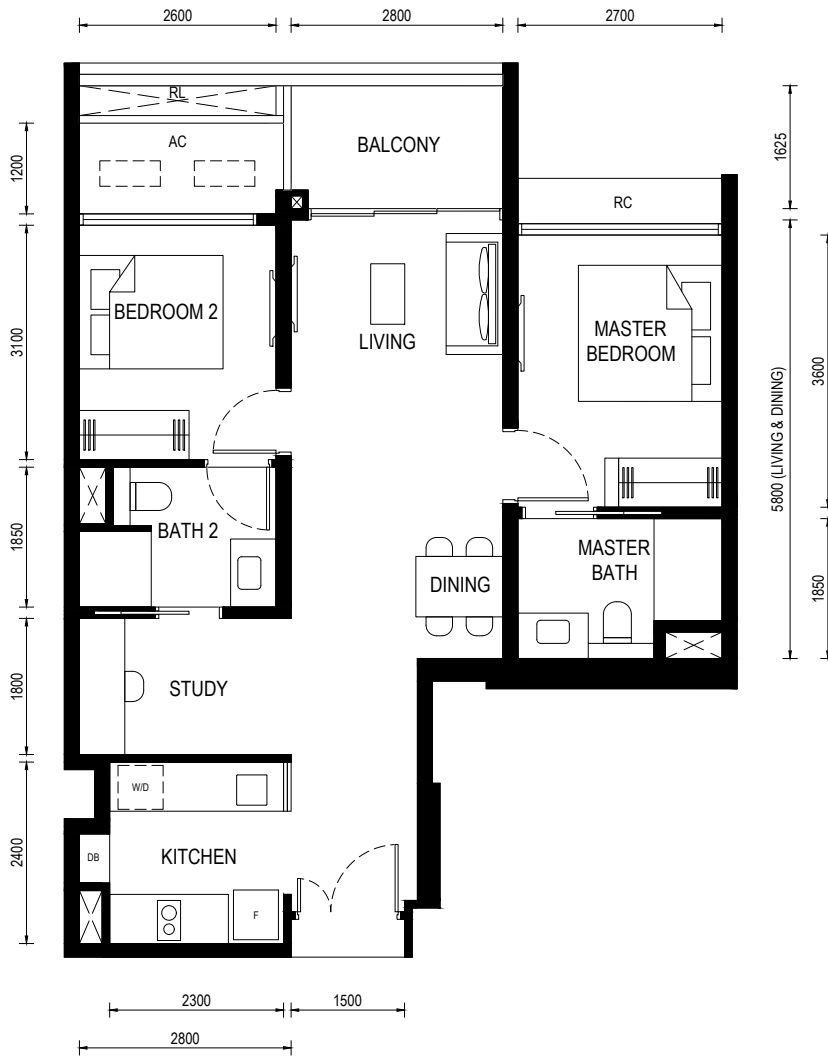 2600
2800
2700
RL
AC
BALCONY
1200
1625
RC
BEDROOM 2
LIVING
MASTER
BEDROOM
3100
3600
5800 (LIVING & DINING)
BATH 2
1850
DINING
MASTER
BATH
1850
STUDY
1800
W/D
KITCHEN
DB
F
2400
2300
1500
2800